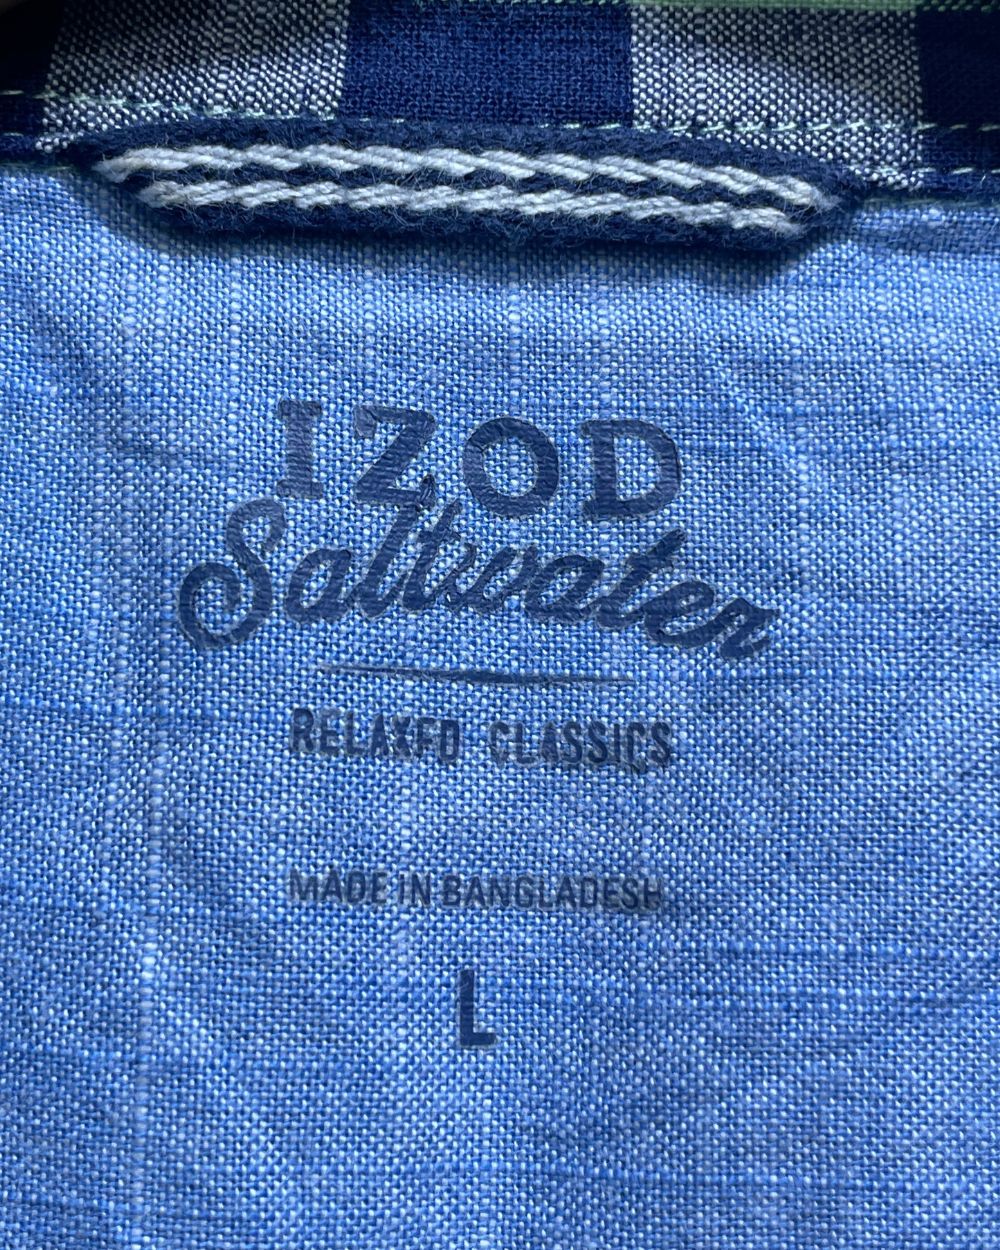 IZOD
Saltwater
RELAXED CLASSICS
MADE IN BANGLADESH
L